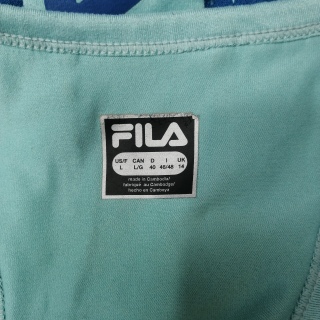 FILA
US/F CAN D I UK
L L/G 40 46/48 14
made in Cambodia/
fabriqué au Cambodge/
hecho en Camboya